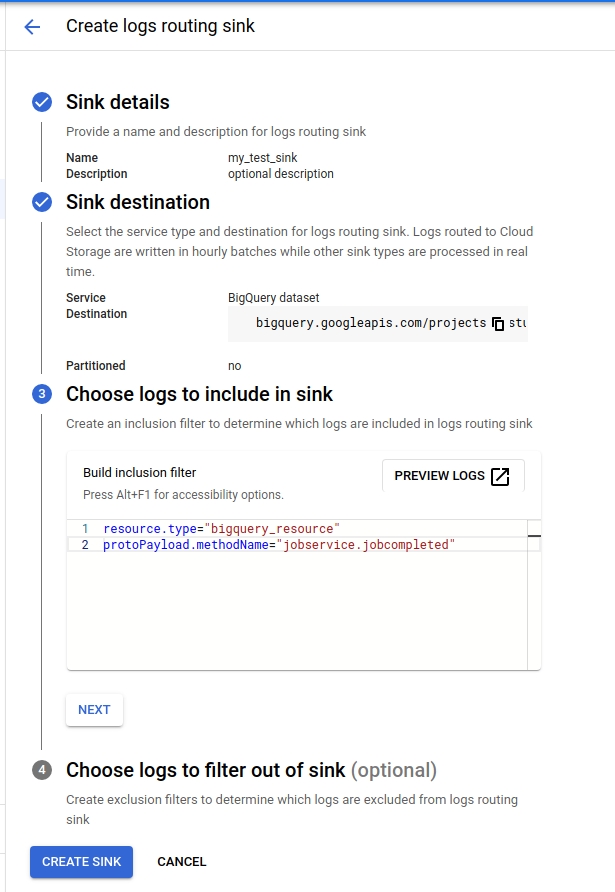 Create logs routing sink
Sink details
Provide a name and description for logs routing sink
Name my_test_sink
Description optional description
Sink destination
Select the service type and destination for logs routing sink. Logs routed to Cloud
Storage are written in hourly batches while other sink types are processed in real
time.
Service BigQuery dataset
Destination
bigquery.googleapis.com/projects
Partitioned no
3 Choose logs to include in sink
Create an inclusion filter to determine which logs are included in logs routing sink
Build inclusion filter
PREVIEW LOGS
Press Alt+F1 for accessibility options.
1 resource.type="bigquery_resource"
2 protoPayload.methodName="jobservice.jobcompleted"
NEXT
4 Choose logs to filter out of sink (optional)
Create exclusion filters to determine which logs are excluded from logs routing
sink
CREATE SINK CANCEL